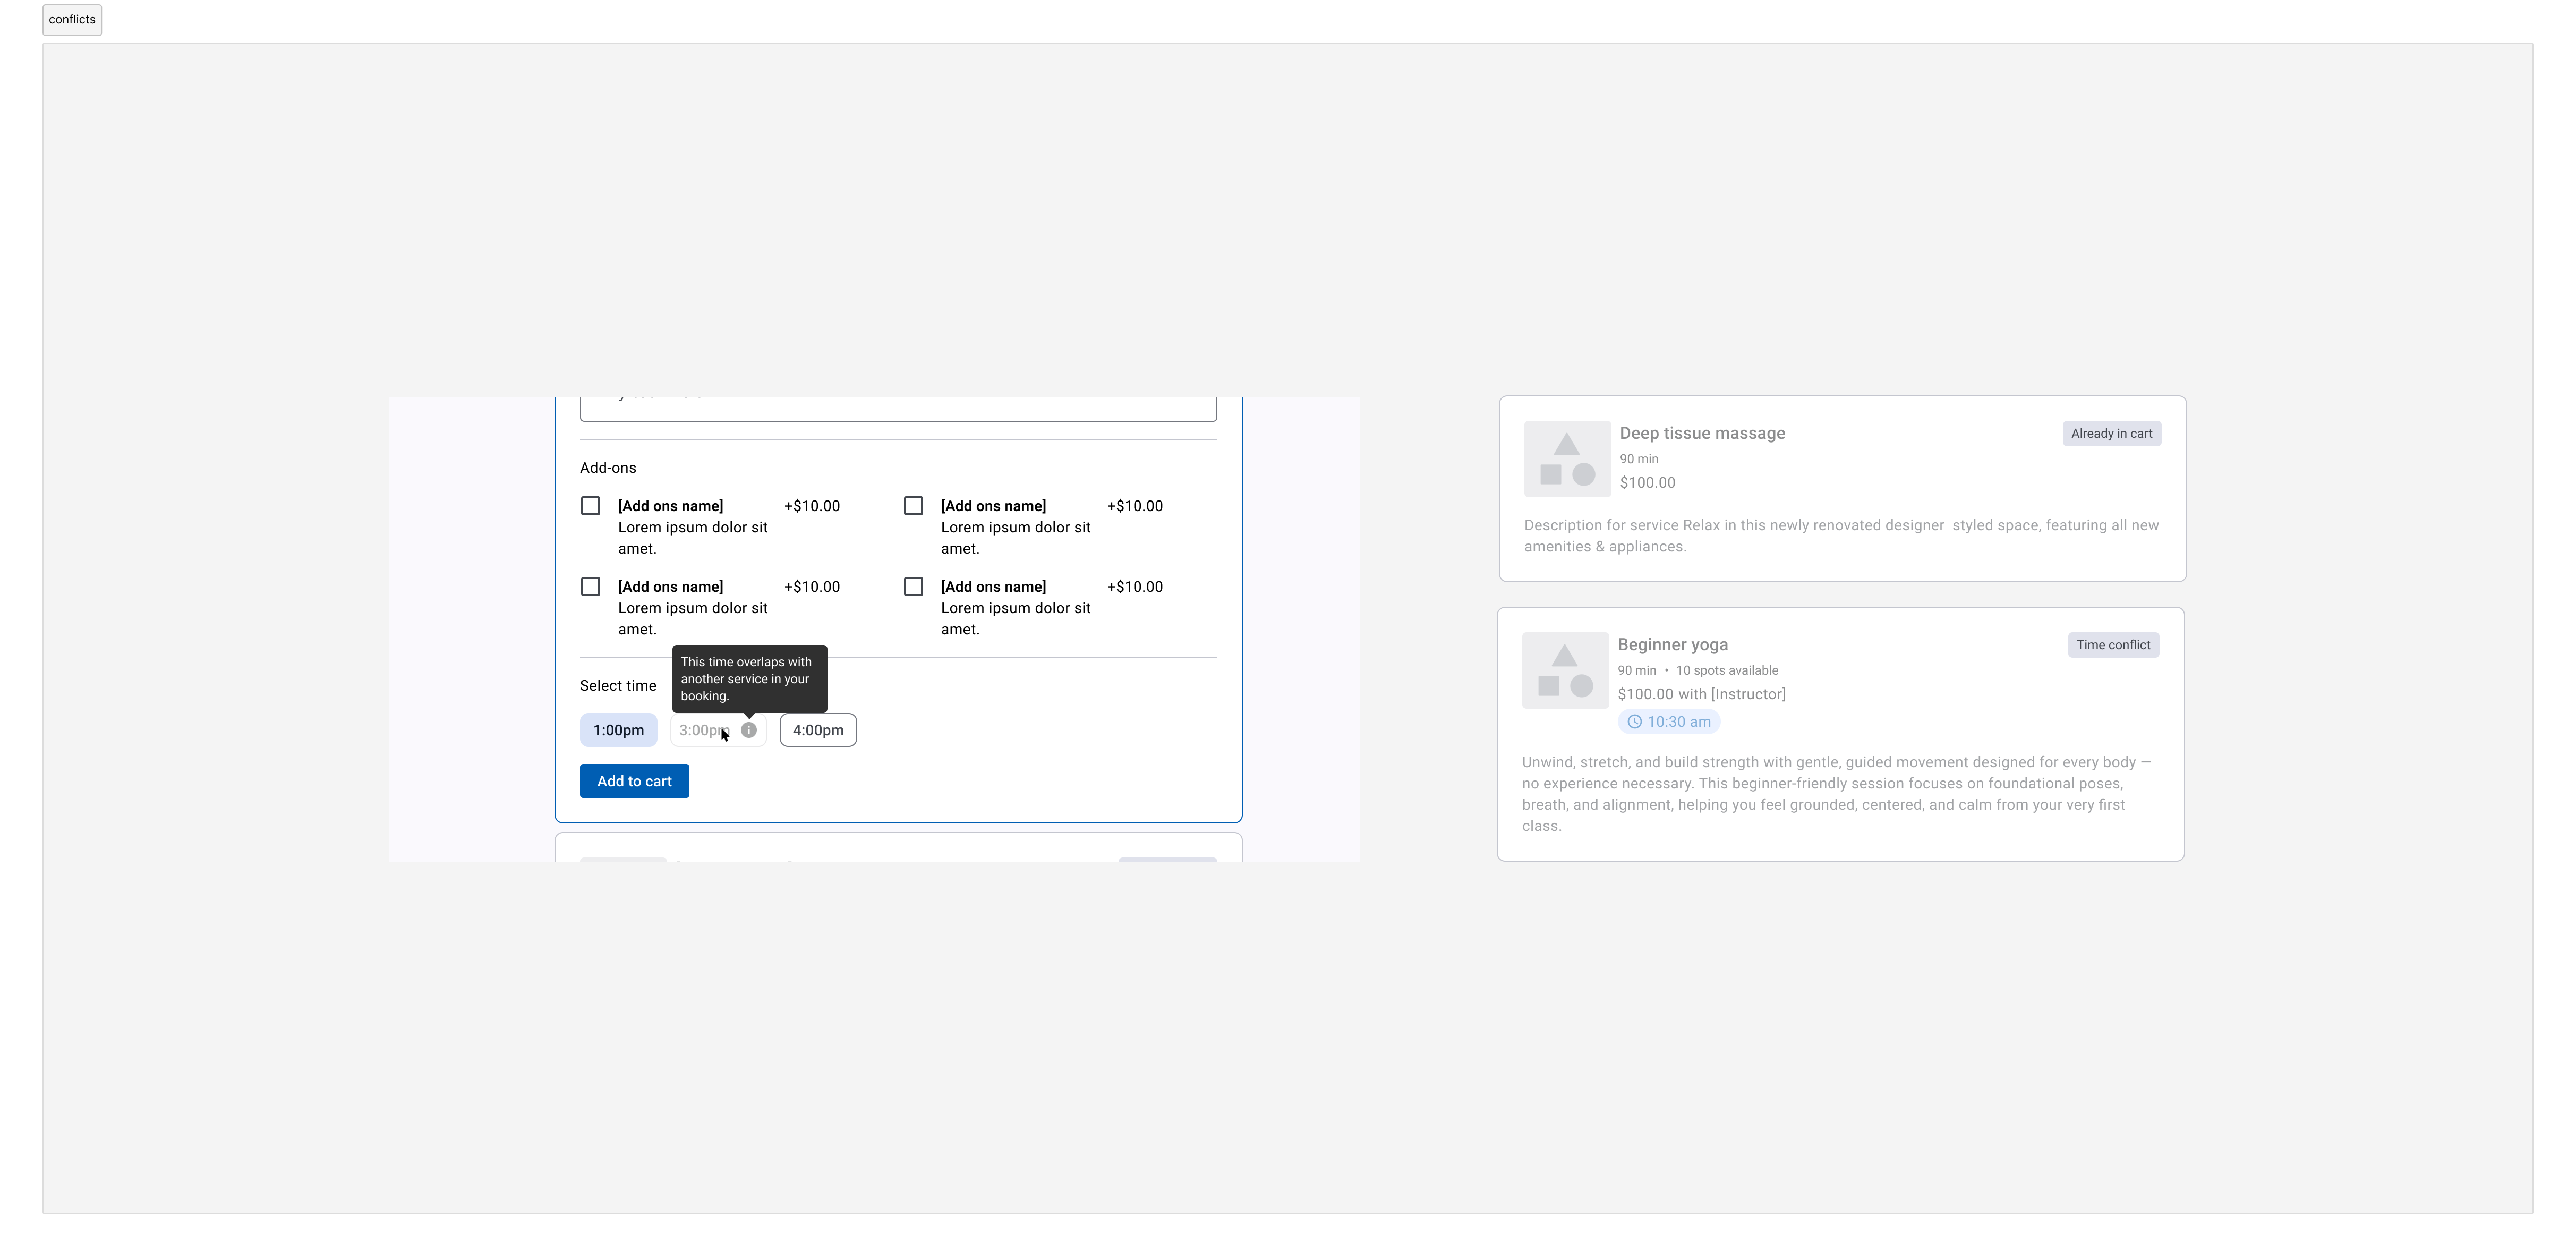 conflicts
Add-ons
[Add ons name] +$10.00
Lorem ipsum dolor sit
amet.
[Add ons name] +$10.00
Lorem ipsum dolor sit
amet.
[Add ons name] +$10.00
Lorem ipsum dolor sit
amet.
[Add ons name] +$10.00
Lorem ipsum dolor sit
amet.
This time overlaps with
another service in your
booking.
Select time
1:00pm 3:00pm 4:00pm
Add to cart
Deep tissue massage
Already in cart
90 min
$100.00
Description for service Relax in this newly renovated designer  styled space, featuring all new
amenities & appliances.
Beginner yoga
Time conflict
90 min • 10 spots available
$100.00 with [Instructor]
10:30 am
Unwind, stretch, and build strength with gentle, guided movement designed for every body —
no experience necessary. This beginner-friendly session focuses on foundational poses,
breath, and alignment, helping you feel grounded, centered, and calm from your very first
class.